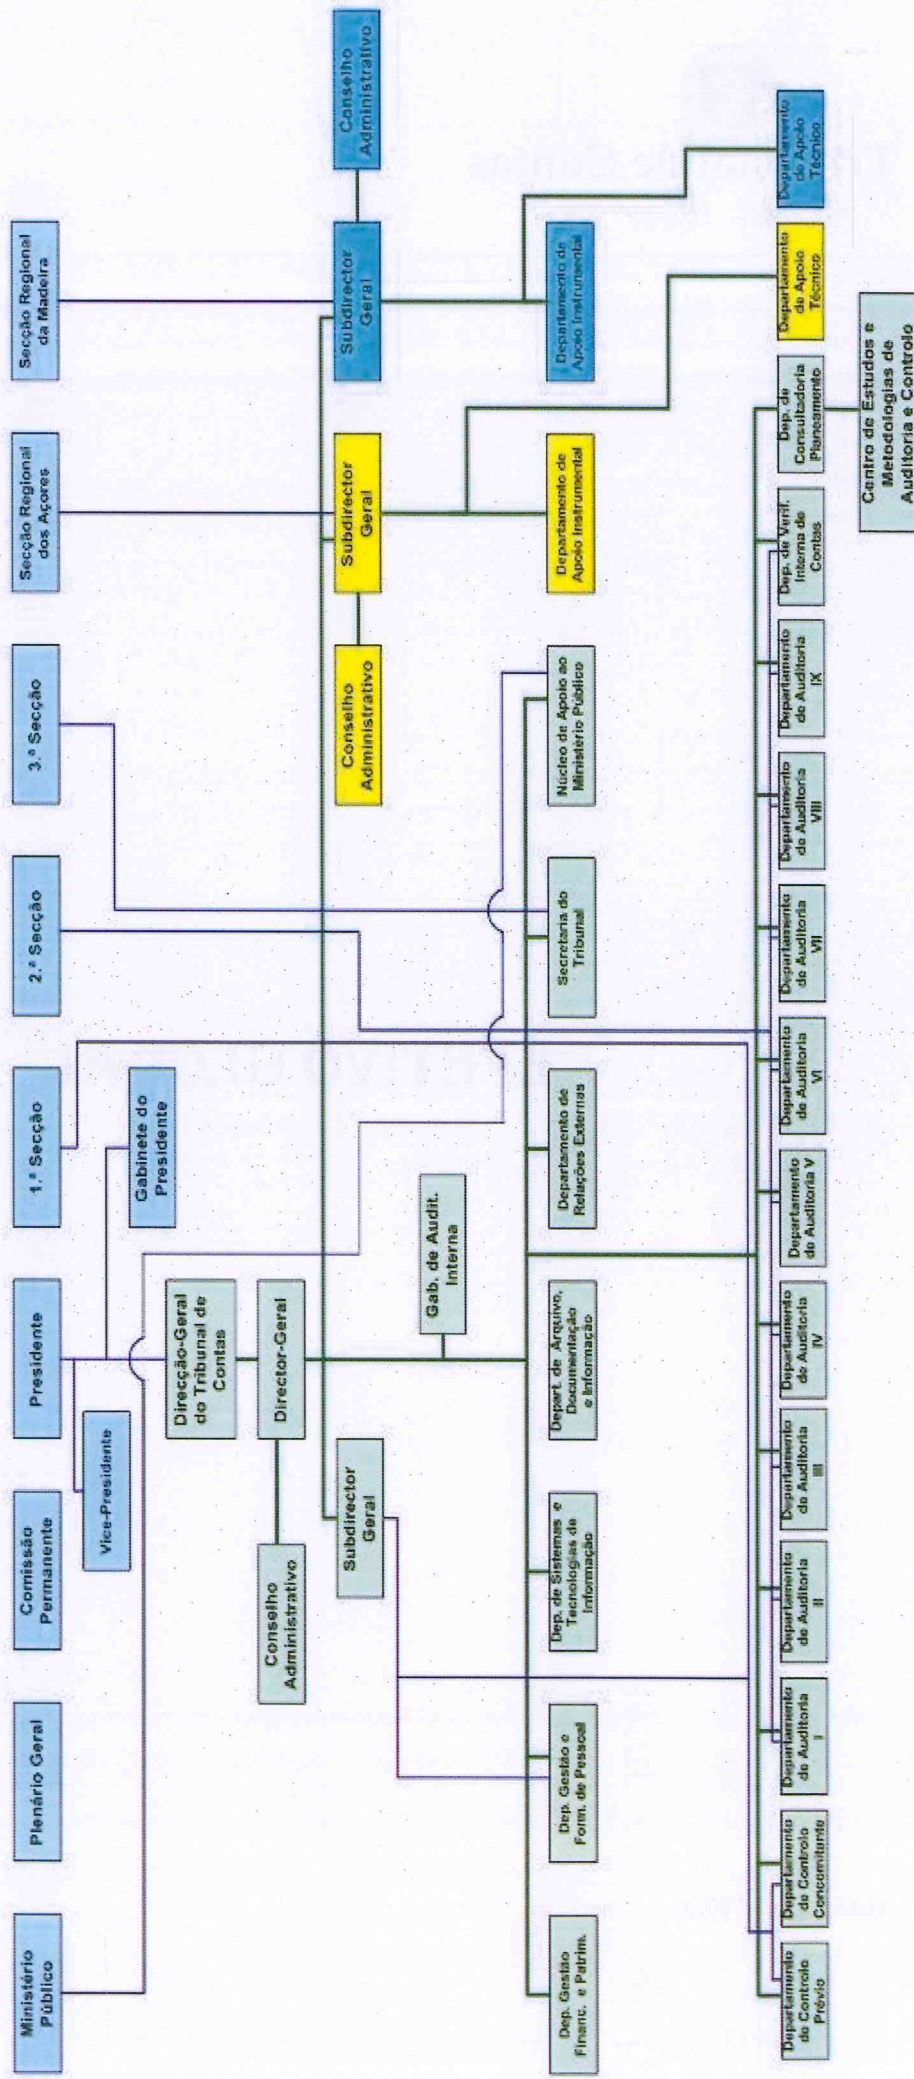 Ministério
Público
Plenário Geral
Comissão
Permanente
Presidente
1.ª Secção
2.ª Secção
3.ª Secção
Secção Regional
dos Açores
Secção Regional
da Madeira
Vice-Presidente
Gabinete do
Presidente
Direcção-Geral
do Tribunal de
Contas
Conselho
Administrativo
Director-Geral
Subdirector
Geral
Conselho
Administrativo
Subdirector
Geral
Subdirector
Geral
Conselho
Administrativo
Gab. de Audit.
Interna
Dep. Gestão
Financ. e Patrim.
Dep. Gestão e
Form. de Pessoal
Dep. de Sistemas e
Tecnologias de
Informação
Depart. de Arquivo,
Documentação
e Informação
Departamento de
Relações Externas
Secretaria do
Tribunal
Núcleo de Apoio ao
Ministério Público
Departamento de
Apoio Instrumental
Departamento de
Apoio Instrumental
Departamento
de Controlo
Prévio
Departamento
de Controlo
Concomitante
Departamento
de Auditoria
I
Departamento
de Auditoria
II
Departamento
de Auditoria
III
Departamento
de Auditoria
IV
Departamento
de Auditoria V
Departamento
de Auditoria
VI
Departamento
de Auditoria
VII
Departamento
de Auditoria
VIII
Departamento
de Auditoria
IX
Dep. de Verif.
Interna de
Contas
Dep. de
Consultadoria
Planeamento
Departamento
de Apoio
Técnico
Departamento
de Apoio
Técnico
Centro de Estudos e
Metodologias de
Auditoria e Controlo